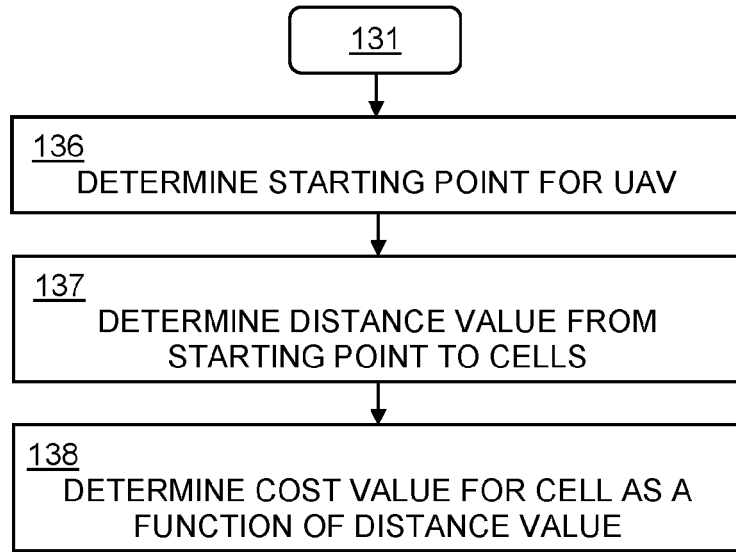 131
136
DETERMINE STARTING POINT FOR UAV
137
DETERMINE DISTANCE VALUE FROM
STARTING POINT TO CELLS
138
DETERMINE COST VALUE FOR CELL AS A
FUNCTION OF DISTANCE VALUE